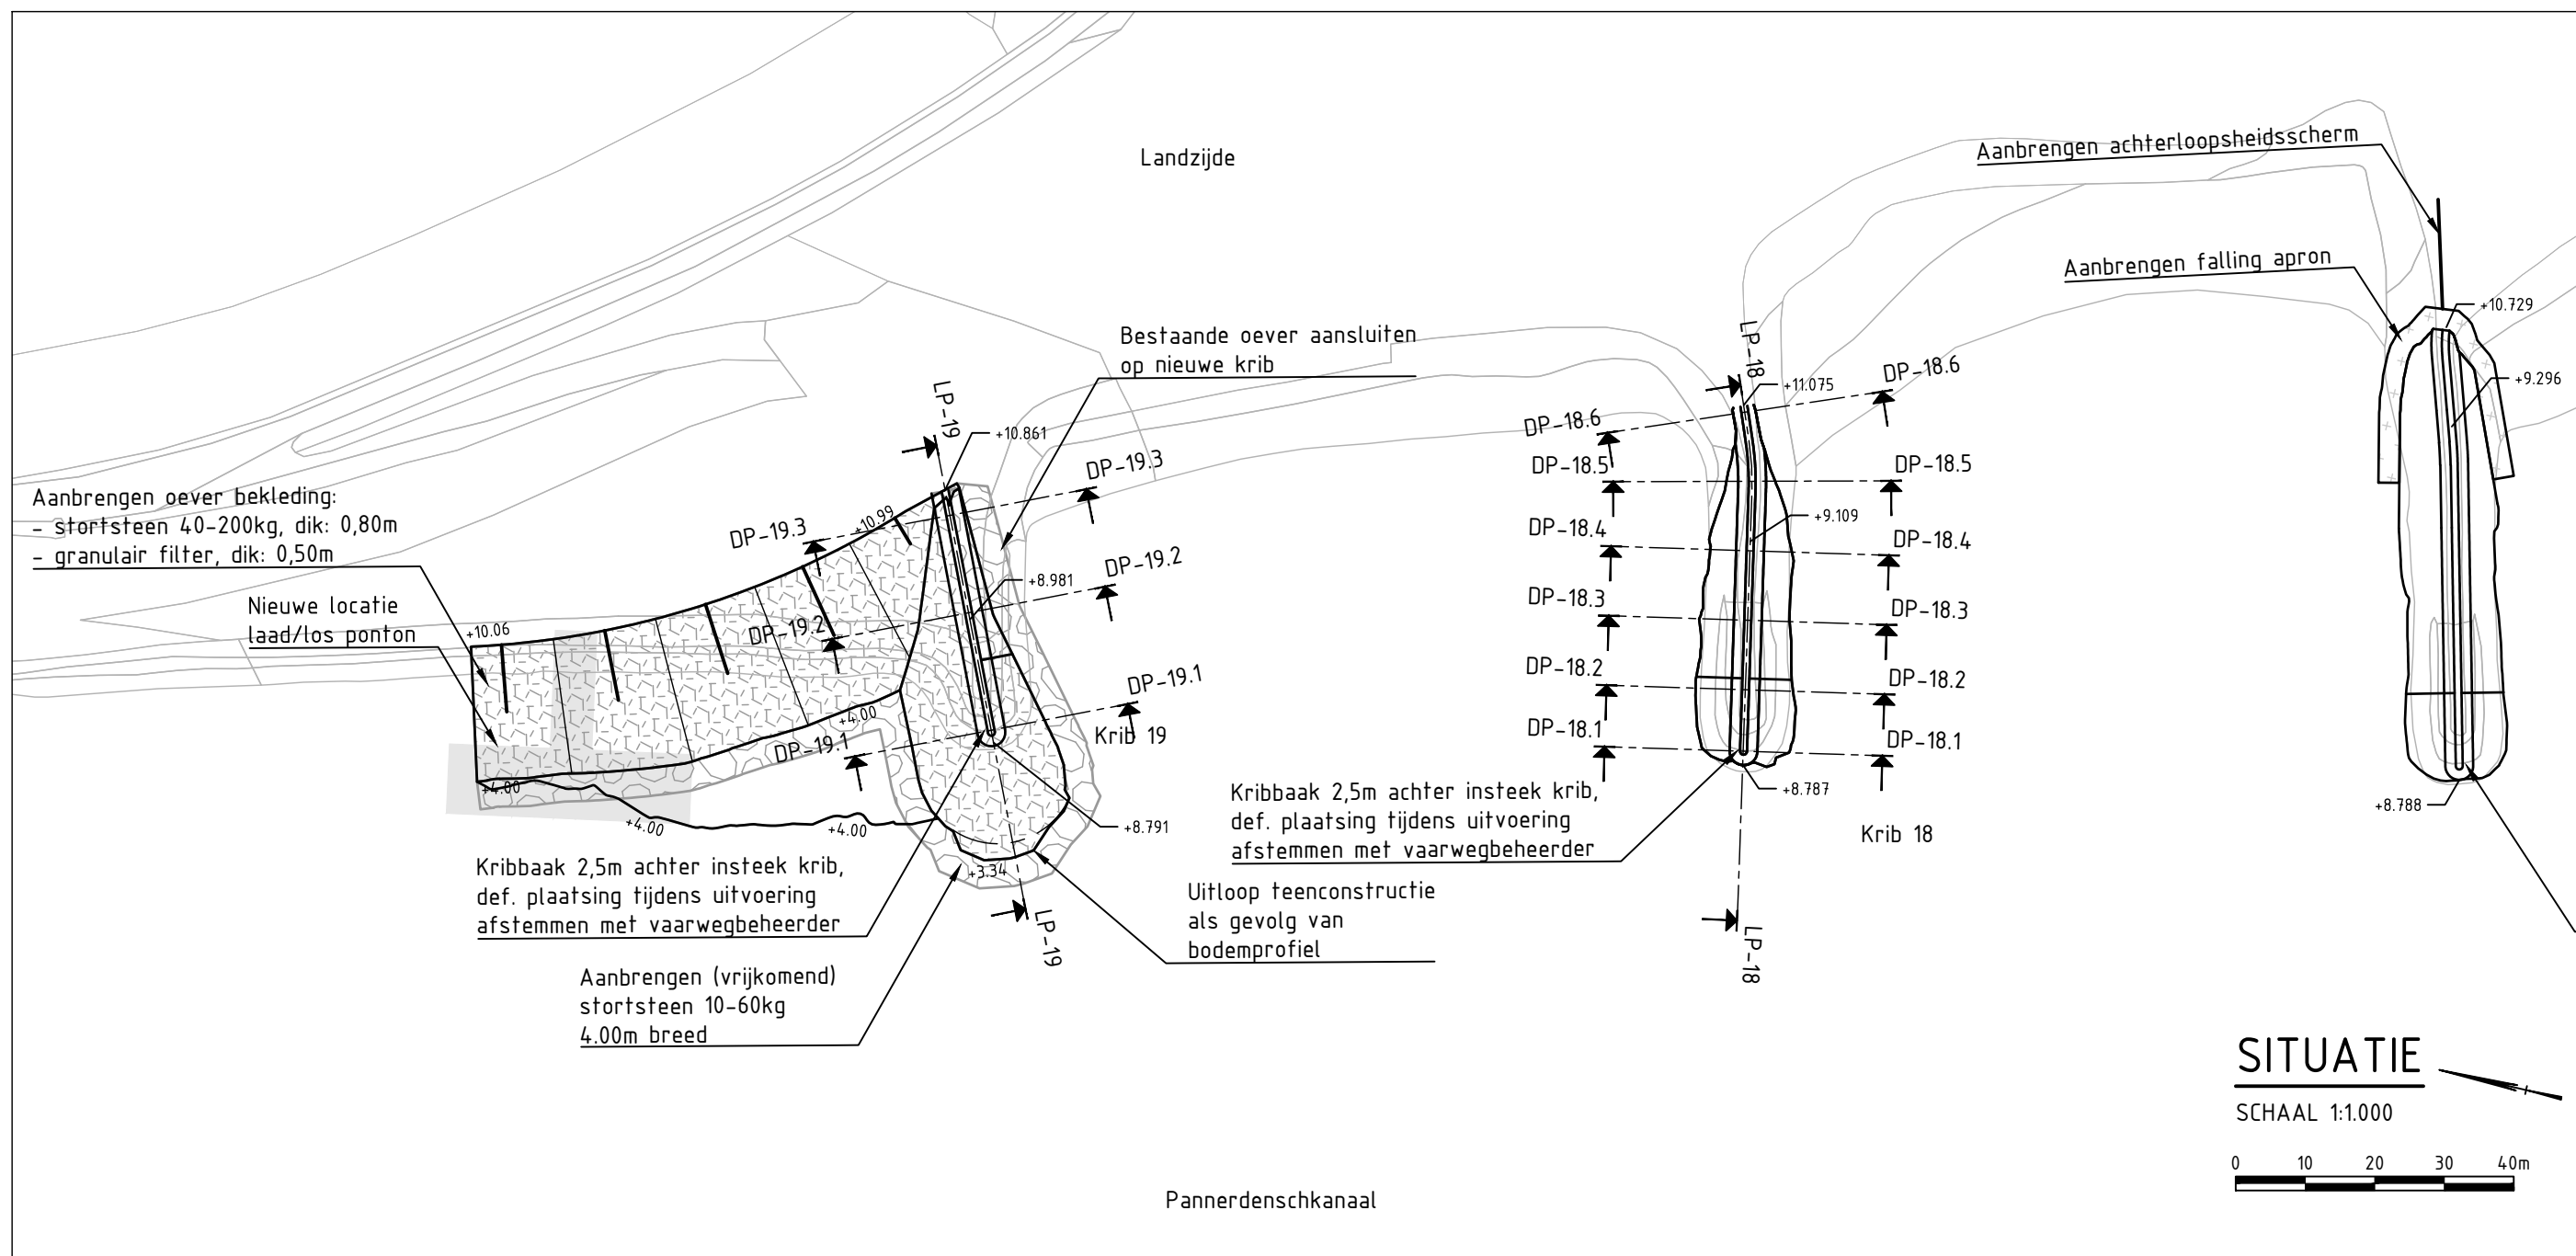 Landzijde
Aanbrengen achterloopsheidsscherm
Aanbrengen falling apron
+10.729
+9.296
+8.788
Bestaande oever aansluiten
op nieuwe krib
LP-19
+10.861
DP-19.3
DP-19.3
+10.99
DP-19.2
DP-19.2
+8.981
DP-19.1
DP-19.1
Krib 19
Aanbrengen oever bekleding:
- stortsteen 40-200kg, dik: 0,80m
- granulair filter, dik: 0,50m
Nieuwe locatie
laad/los ponton
+10.06
+4.00
+4.00
+4.00
+4.00
+8.791
+3.34
LP-19
Kribbaak 2,5m achter insteek krib,
def. plaatsing tijdens uitvoering
afstemmen met vaarwegbeheerder
Aanbrengen (vrijkomend)
stortsteen 10-60kg
4.00m breed
Uitloop teenconstructie
als gevolg van
bodemprofiel
LP-18
+11.075
DP-18.6
DP-18.6
DP-18.5
DP-18.5
+9.109
DP-18.4
DP-18.4
DP-18.3
DP-18.3
DP-18.2
DP-18.2
DP-18.1
DP-18.1
+8.787
Krib 18
LP-18
Kribbaak 2,5m achter insteek krib,
def. plaatsing tijdens uitvoering
afstemmen met vaarwegbeheerder
Pannerdenschkanaal
SITUATIE
SCHAAL 1:1.000
0 10 20 30 40m